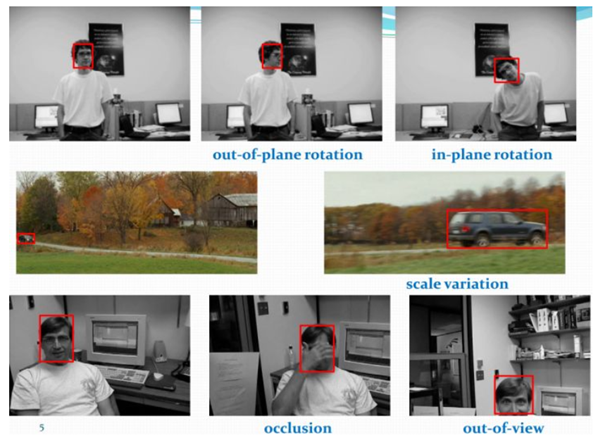 out-of-plane rotation
in-plane rotation
scale variation
5
occlusion
out-of-view